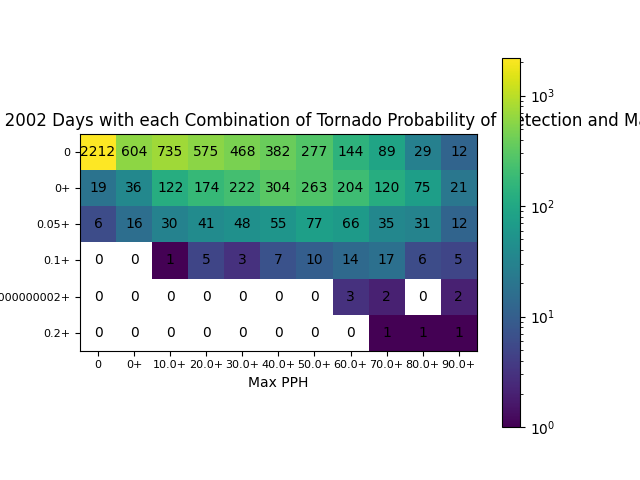 2002 Days with each Combination of Tornado Probability of Detection and Ma
0 2212 604 735 575 468 382 277 144 89 29 12
0+ 19 36 122 174 222 304 263 204 120 75 21
0.05+ 6 16 30 41 48 55 77 66 35 31 12
0.1+ 0 0 1 5 3 7 10 14 17 6 5
000000002+ 0 0 0 0 0 0 0 3 2 0 2
0.2+ 0 0 0 0 0 0 0 0 1 1 1
0 0+ 10.0+ 20.0+ 30.0+ 40.0+ 50.0+ 60.0+ 70.0+ 80.0+ 90.0+
Max PPH
10³
10²
10¹
10⁰